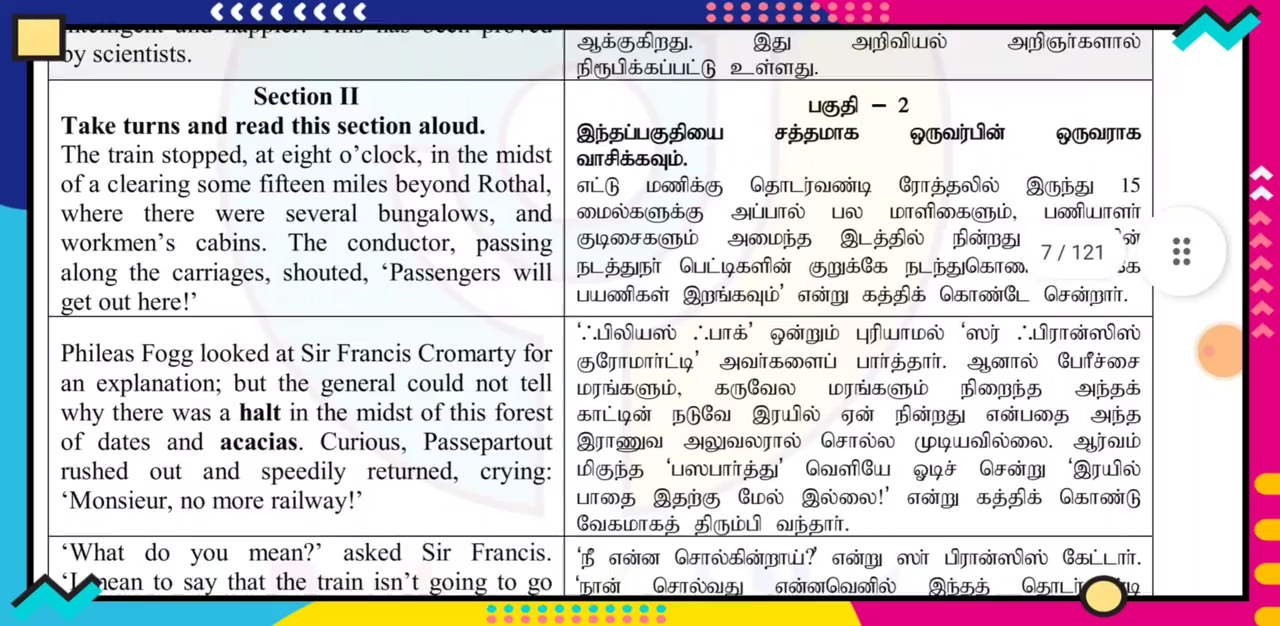 by scientists.
ஆக்குகிறது. இது அறிவியல் அறிஞர்களால்
நிரூபிக்கப்பட்டு உள்ளது.
Section II
Take turns and read this section aloud.
The train stopped, at eight o’clock, in the midst
of a clearing some fifteen miles beyond Rothal,
where there were several bungalows, and
workmen’s cabins. The conductor, passing
along the carriages, shouted, ‘Passengers will
get out here!’
பகுதி – 2
இந்தப்பகுதியை சத்தமாக ஒருவர்பின் ஒருவராக
வாசிக்கவும்.
எட்டு மணிக்கு தொடர்வண்டி ரோத்தலில் இருந்து 15
மைல்களுக்கு அப்பால் பல மாளிகைகளும், பணியாளர்
குடிசைகளும் அமைந்த இடத்தில் நின்றது
நடத்துநர் பெட்டிகளின் குறுக்கே
பயணிகள் இறங்கவும்’ என்று கத்திக் கொண்டே சென்றார்.
7 / 121
Phileas Fogg looked at Sir Francis Cromarty for
an explanation; but the general could not tell
why there was a halt in the midst of this forest
of dates and acacias. Curious, Passepartout
rushed out and speedily returned, crying:
‘Monsieur, no more railway!’
‘ஃபிலியஸ் ஃபாக்’ ஒன்றும் புரியாமல் ‘ஸர் ஃபிரான்ஸிஸ்
குரோமார்ட்டி’ அவர்களைப் பார்த்தார். ஆனால் பேரீச்சை
மரங்களும், கருவேல மரங்களும் நிறைந்த அந்தக்
காட்டின் நடுவே இரயில் ஏன் நின்றது என்பதை அந்த
இராணுவ அலுவலரால் சொல்ல முடியவில்லை. ஆர்வம்
மிகுந்த ‘பஸபார்த்து’ வெளியே ஓடிச் சென்று ‘இரயில்
பாதை இதற்கு மேல் இல்லை!’ என்று கத்திக் கொண்டு
வேகமாகத் திரும்பி வந்தார்.
‘What do you mean?’ asked Sir Francis.
mean to say that the train isn’t going to go
‘நீ என்ன சொல்கின்றாய்?’ என்று ஸர் பிரான்ஸிஸ் கேட்டார்.
‘நான் சொல்வது என்னவெனில் இந்தத்